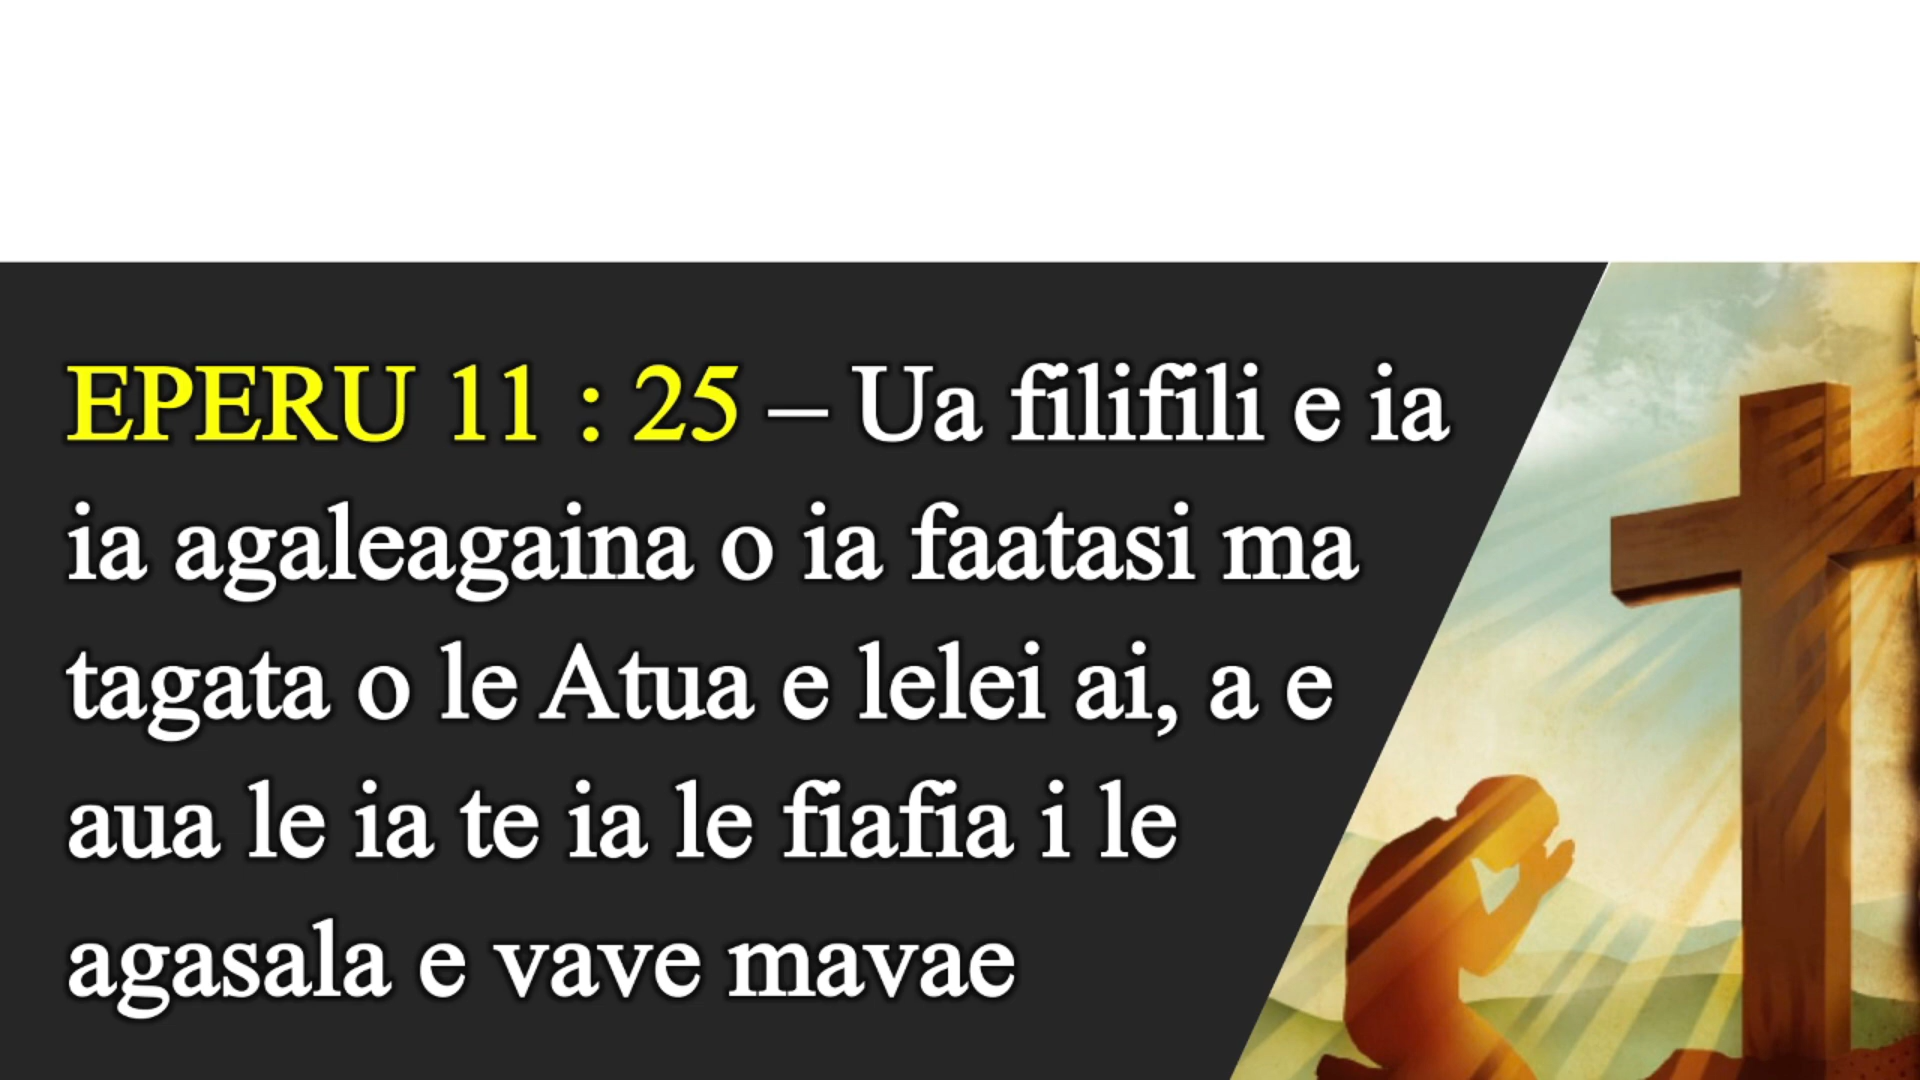 EPERU 11 : 25 – Ua filifili e ia
ia agaleagaina o ia faatasi ma
tagata o le Atua e lelei ai, a e
aua le ia te ia le fiafia i le
agasala e vave mavae